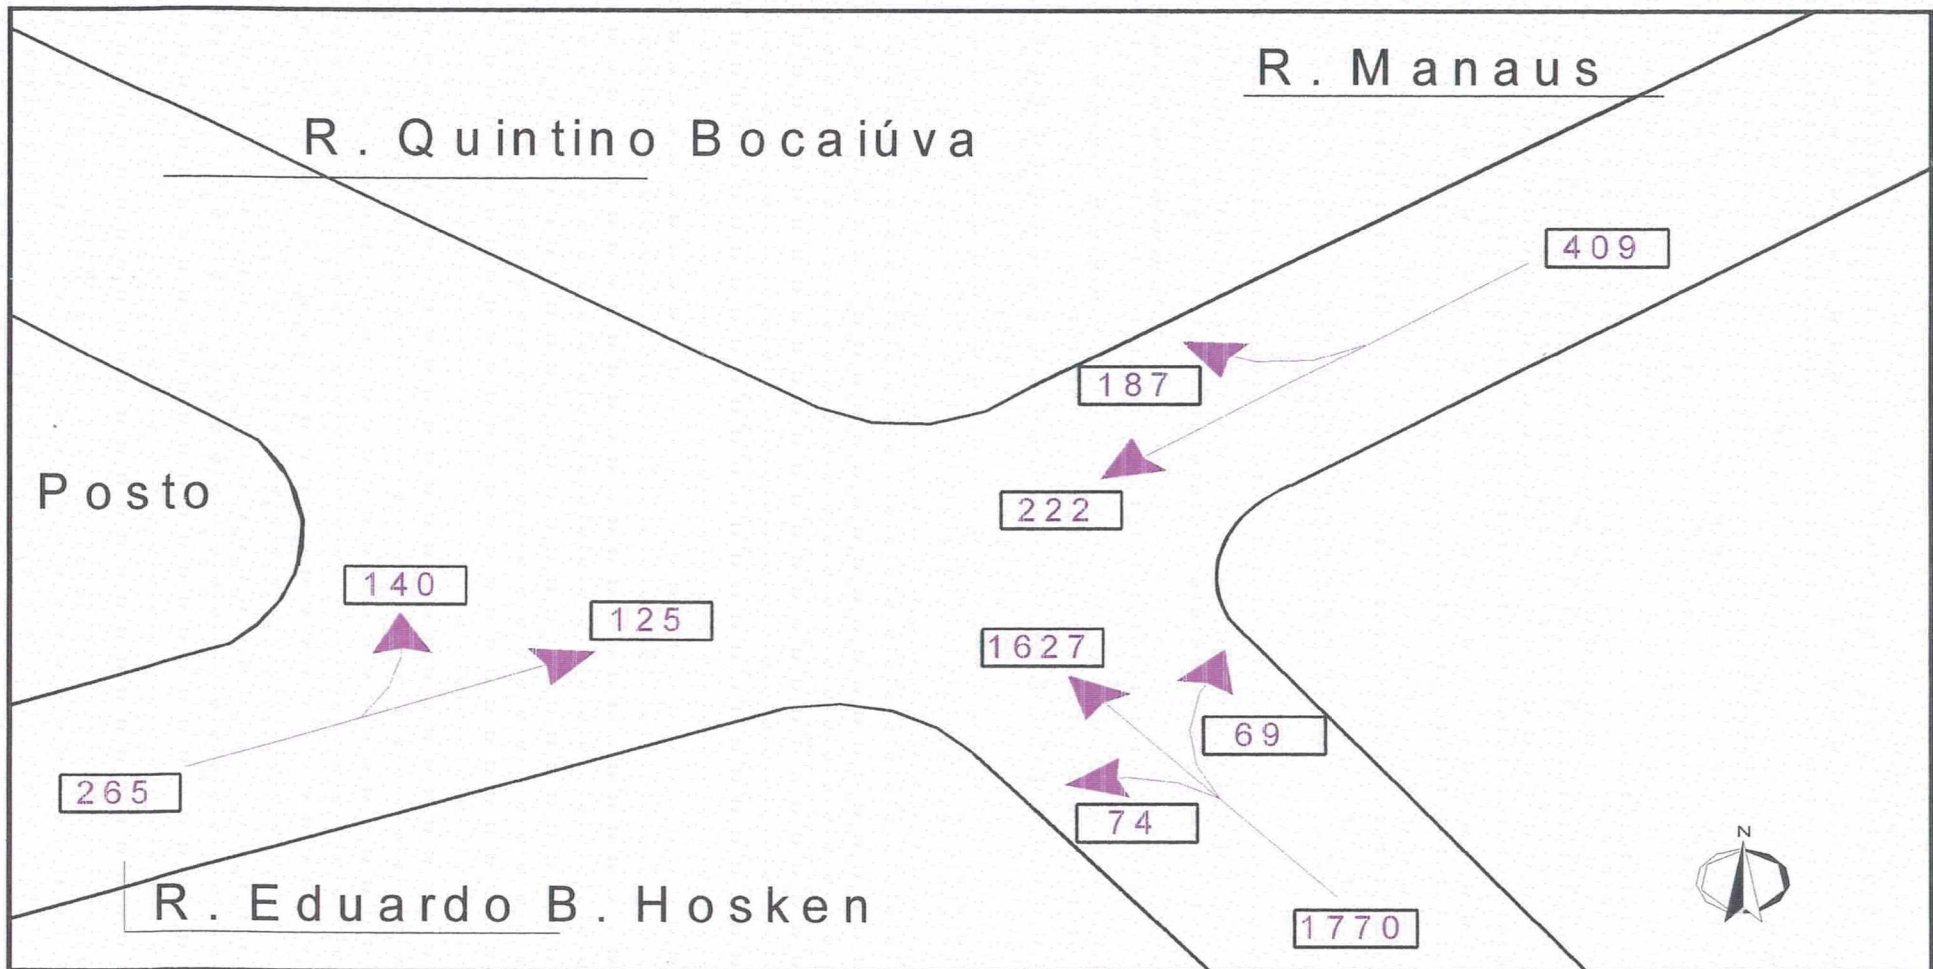 R. Manaus
R. Quintino Bocaiúva
409
187
Posto
222
140
125
1627
69
265
74
N
R. Eduardo B. Hosken
1770